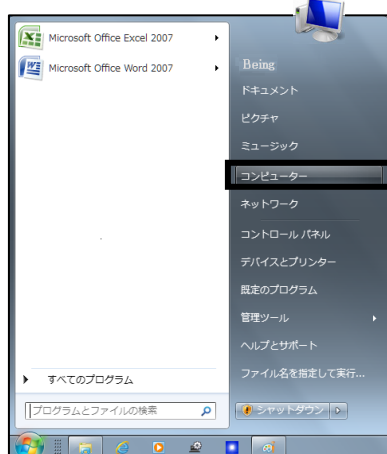 Microsoft Office Excel 2007
Microsoft Office Word 2007
すべてのプログラム
プログラムとファイルの検索
Being
ドキュメント
ピクチャ
ミュージック
コンピューター
ネットワーク
コントロール パネル
デバイスとプリンター
既定のプログラム
管理ツール
ヘルプとサポート
ファイル名を指定して実行...
シャットダウン